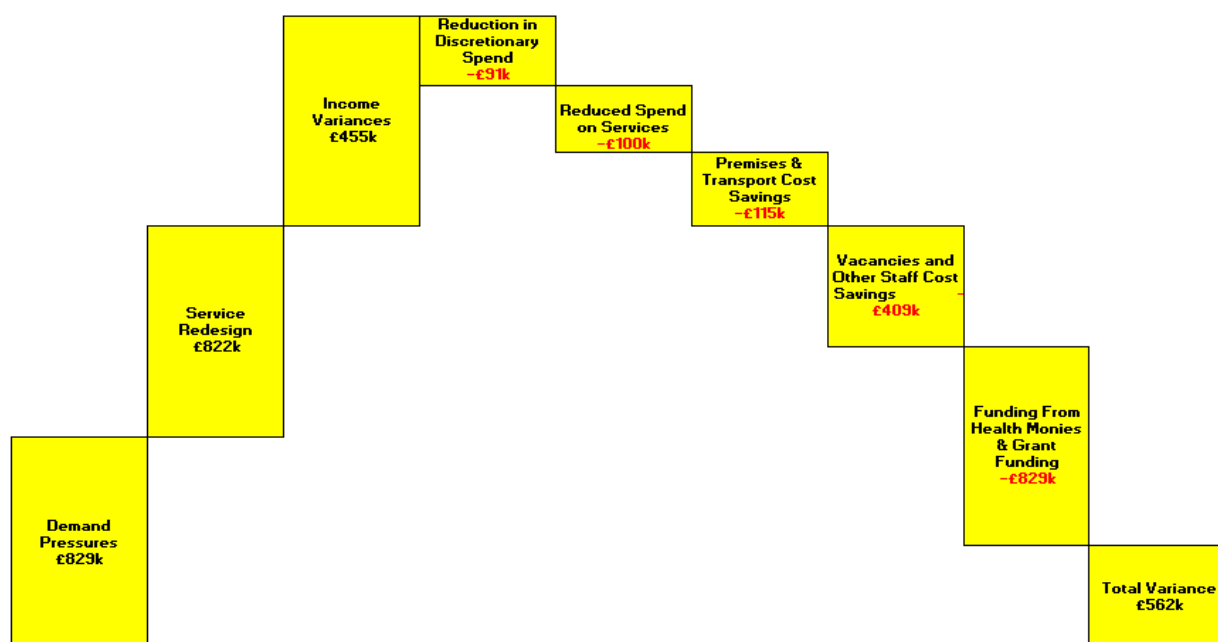 Demand
Pressures
£829k
Service
Redesign
£822k
Income
Variances
£455k
Reduction in
Discretionary
Spend
-£91k
Reduced Spend
on Services
-£100k
Premises &
Transport Cost
Savings
-£115k
Vacancies and
Other Staff Cost
Savings -
£409k
Funding From
Health Monies
& Grant
Funding
-£829k
Total Variance
£562k